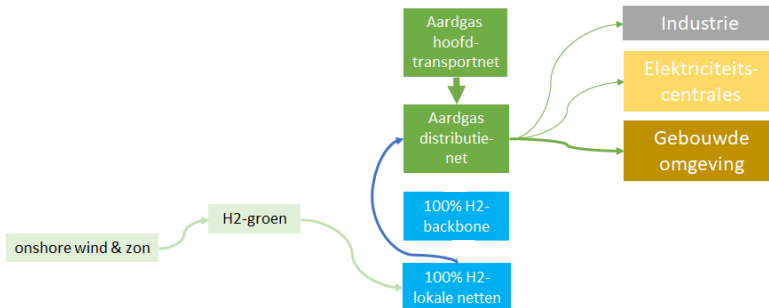 Aardgas
hoofd-
transportnet
Industrie
Elektriciteits-
centrales
Aardgas
distributie-
net
Gebouwde
omgeving
100% H2-
backbone
H2-groen
onshore wind & zon
100% H2-
lokale netten